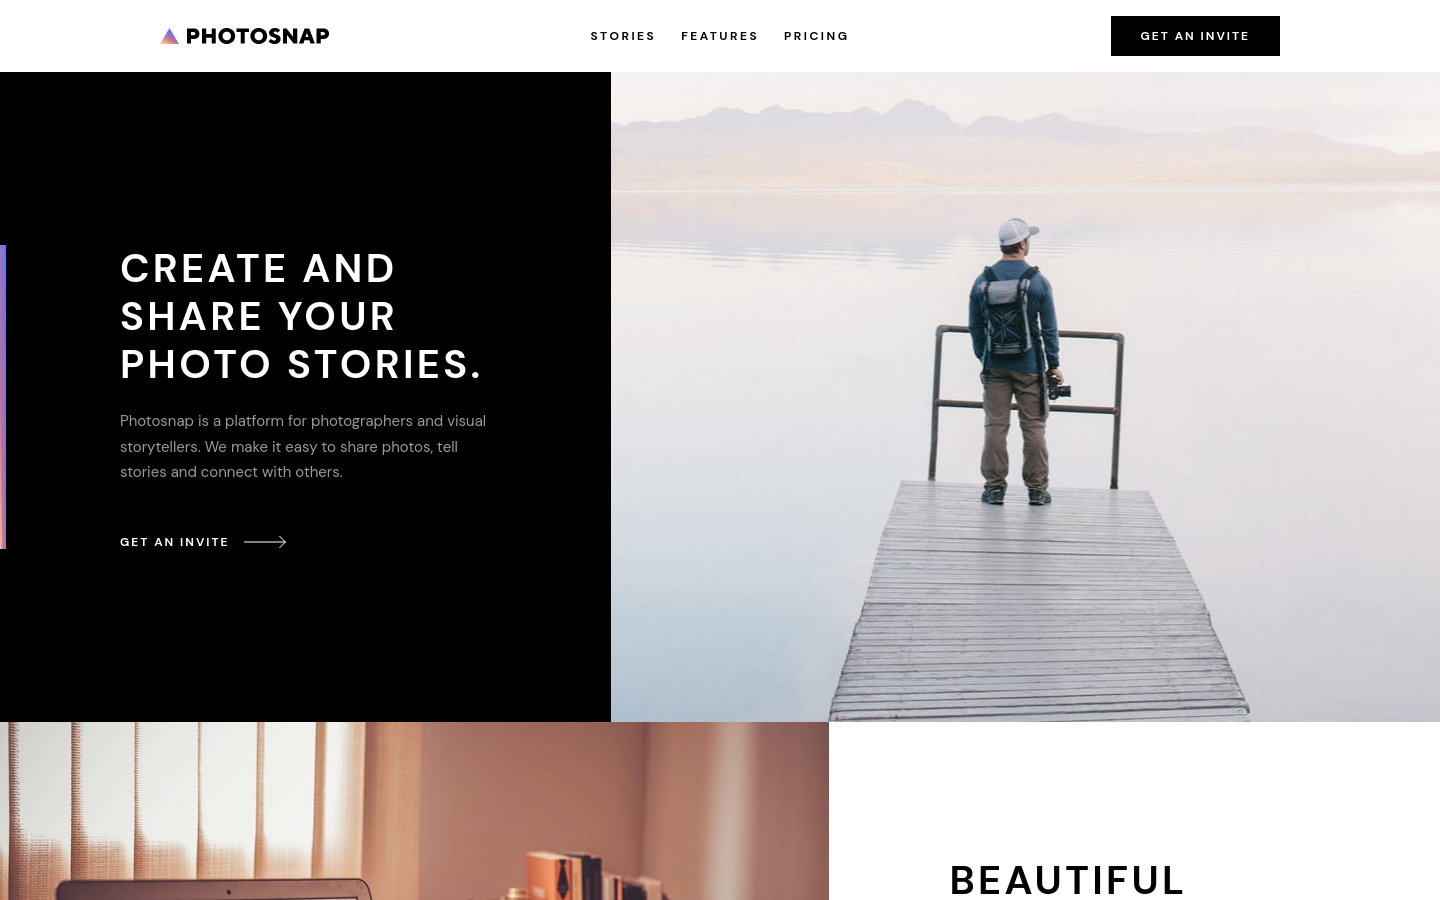 PHOTOSNAP
STORIES FEATURES PRICING
GET AN INVITE
CREATE AND
SHARE YOUR
PHOTO STORIES.
Photosnap is a platform for photographers and visual
storytellers. We make it easy to share photos, tell
stories and connect with others.
GET AN INVITE
BEAUTIFUL